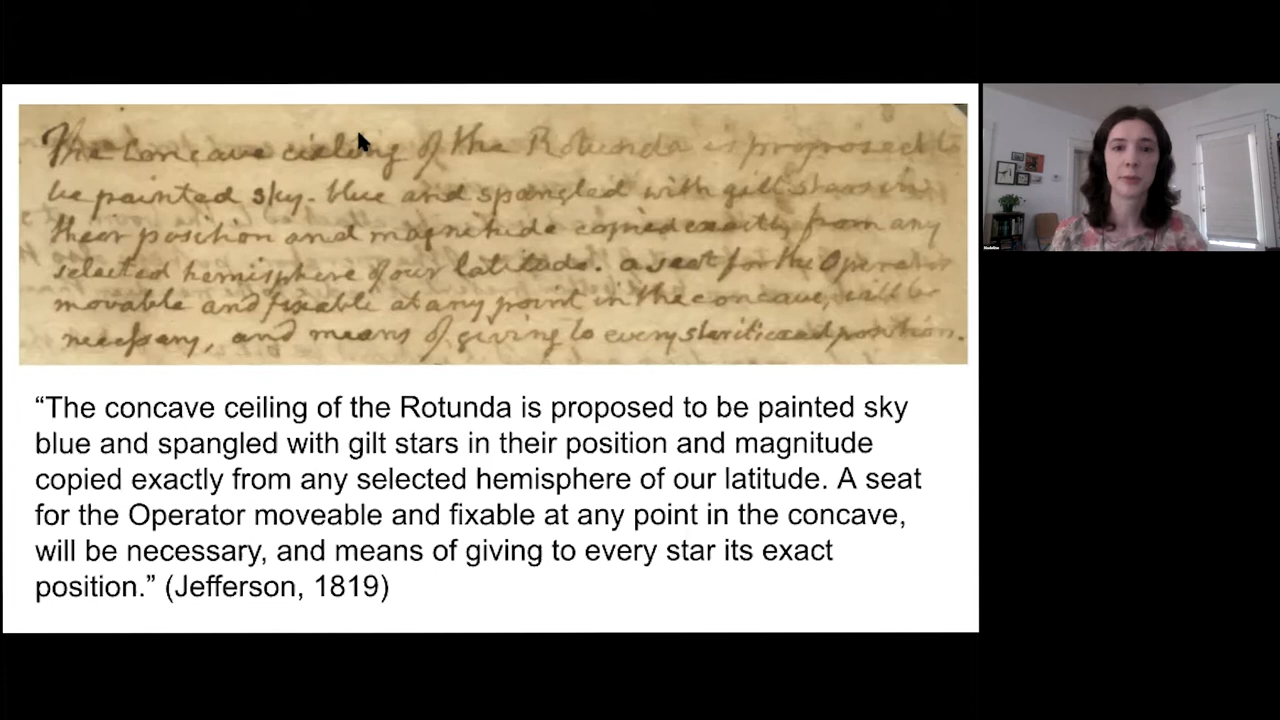 The concave cieling of the Rotunda is proposed to
be painted sky-blue and spangled with gilt stars in
their position and magnitude copied exactly from any
selected hemisphere of our latitude. a seat for the Operator
movable and fixable at any point in the concave, will be
necessary, and means of giving to every star it's exact position.
“The concave ceiling of the Rotunda is proposed to be painted sky
blue and spangled with gilt stars in their position and magnitude
copied exactly from any selected hemisphere of our latitude. A seat
for the Operator moveable and fixable at any point in the concave,
will be necessary, and means of giving to every star its exact
position.” (Jefferson, 1819)